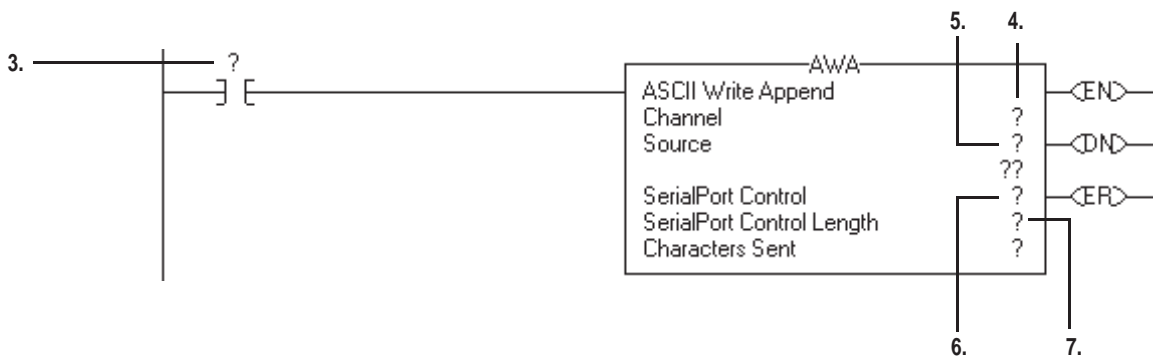 5. 4.
3. ?
AWA
ASCII Write Append EN
Channel ?
Source ? DN
??
SerialPort Control ? ER
SerialPort Control Length ?
Characters Sent ?
6. 7.